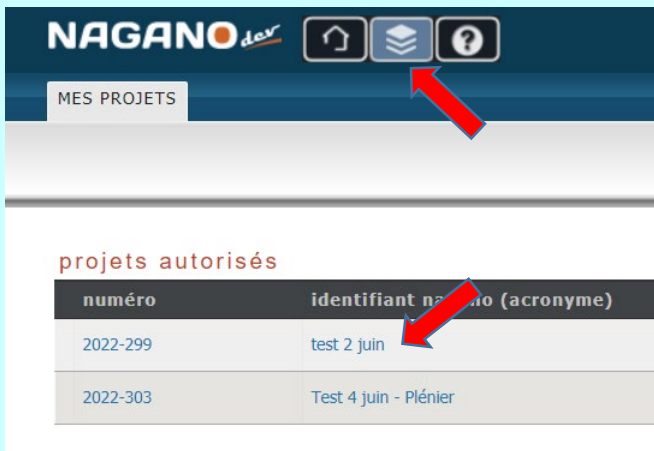 NAGANO dev
MES PROJETS
projets autorisés
numéro identifiant (acronyme)
2022-299 test 2 juin
2022-303 Test 4 juin - Plénier